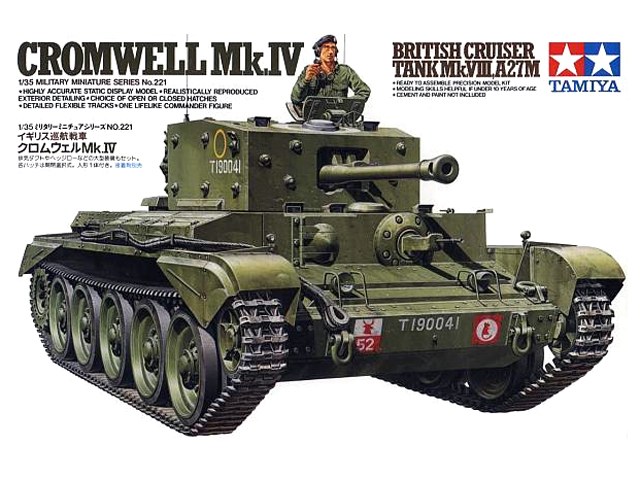 CROMWELL Mk.IV
1/35 MILITARY MINIATURE SERIES No.221
•HIGHLY ACCURATE STATIC DISPLAY MODEL •REALISTICALLY REPRODUCED
EXTERIOR DETAILING •CHOICE OF OPEN OR CLOSED HATCHES
•DETAILED FLEXIBLE TRACKS •ONE LIFELIKE COMMANDER FIGURE
1/35 ミリタリーミニチュアシリーズ NO.221
イギリス巡航戦車
クロムウェル Mk.IV
BRITISH CRUISER
TANK Mk.VIII, A27M
•READY TO ASSEMBLE PRECISION MODEL KIT
•MODELING SKILLS HELPFUL IF UNDER 10 YEARS OF AGE
•CEMENT AND PAINT NOT INCLUDED
TAMIYA
T190041
52
T190041